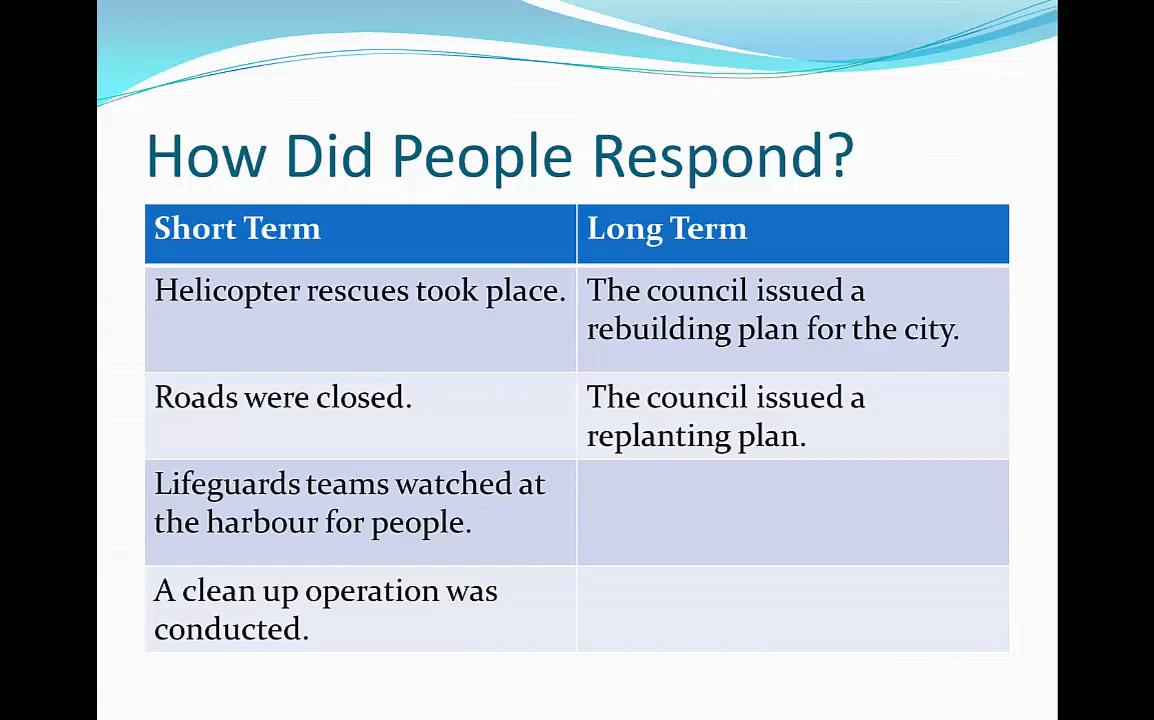 How Did People Respond?
Short Term
Long Term
Helicopter rescues took place.
The council issued a
rebuilding plan for the city.
Roads were closed.
The council issued a
replanting plan.
Lifeguards teams watched at
the harbour for people.
A clean up operation was
conducted.